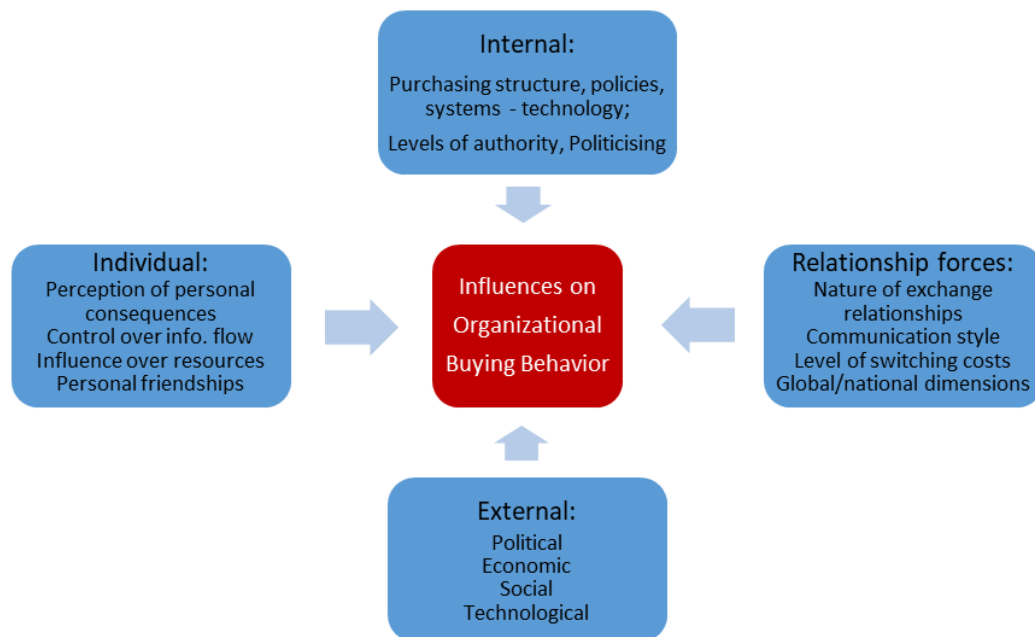 Internal:
Purchasing structure, policies,
systems - technology;
Levels of authority, Politicising
Individual:
Perception of personal
consequences
Control over info. flow
Influence over resources
Personal friendships
Influences on
Organizational
Buying Behavior
Relationship forces:
Nature of exchange
relationships
Communication style
Level of switching costs
Global/national dimensions
External:
Political
Economic
Social
Technological